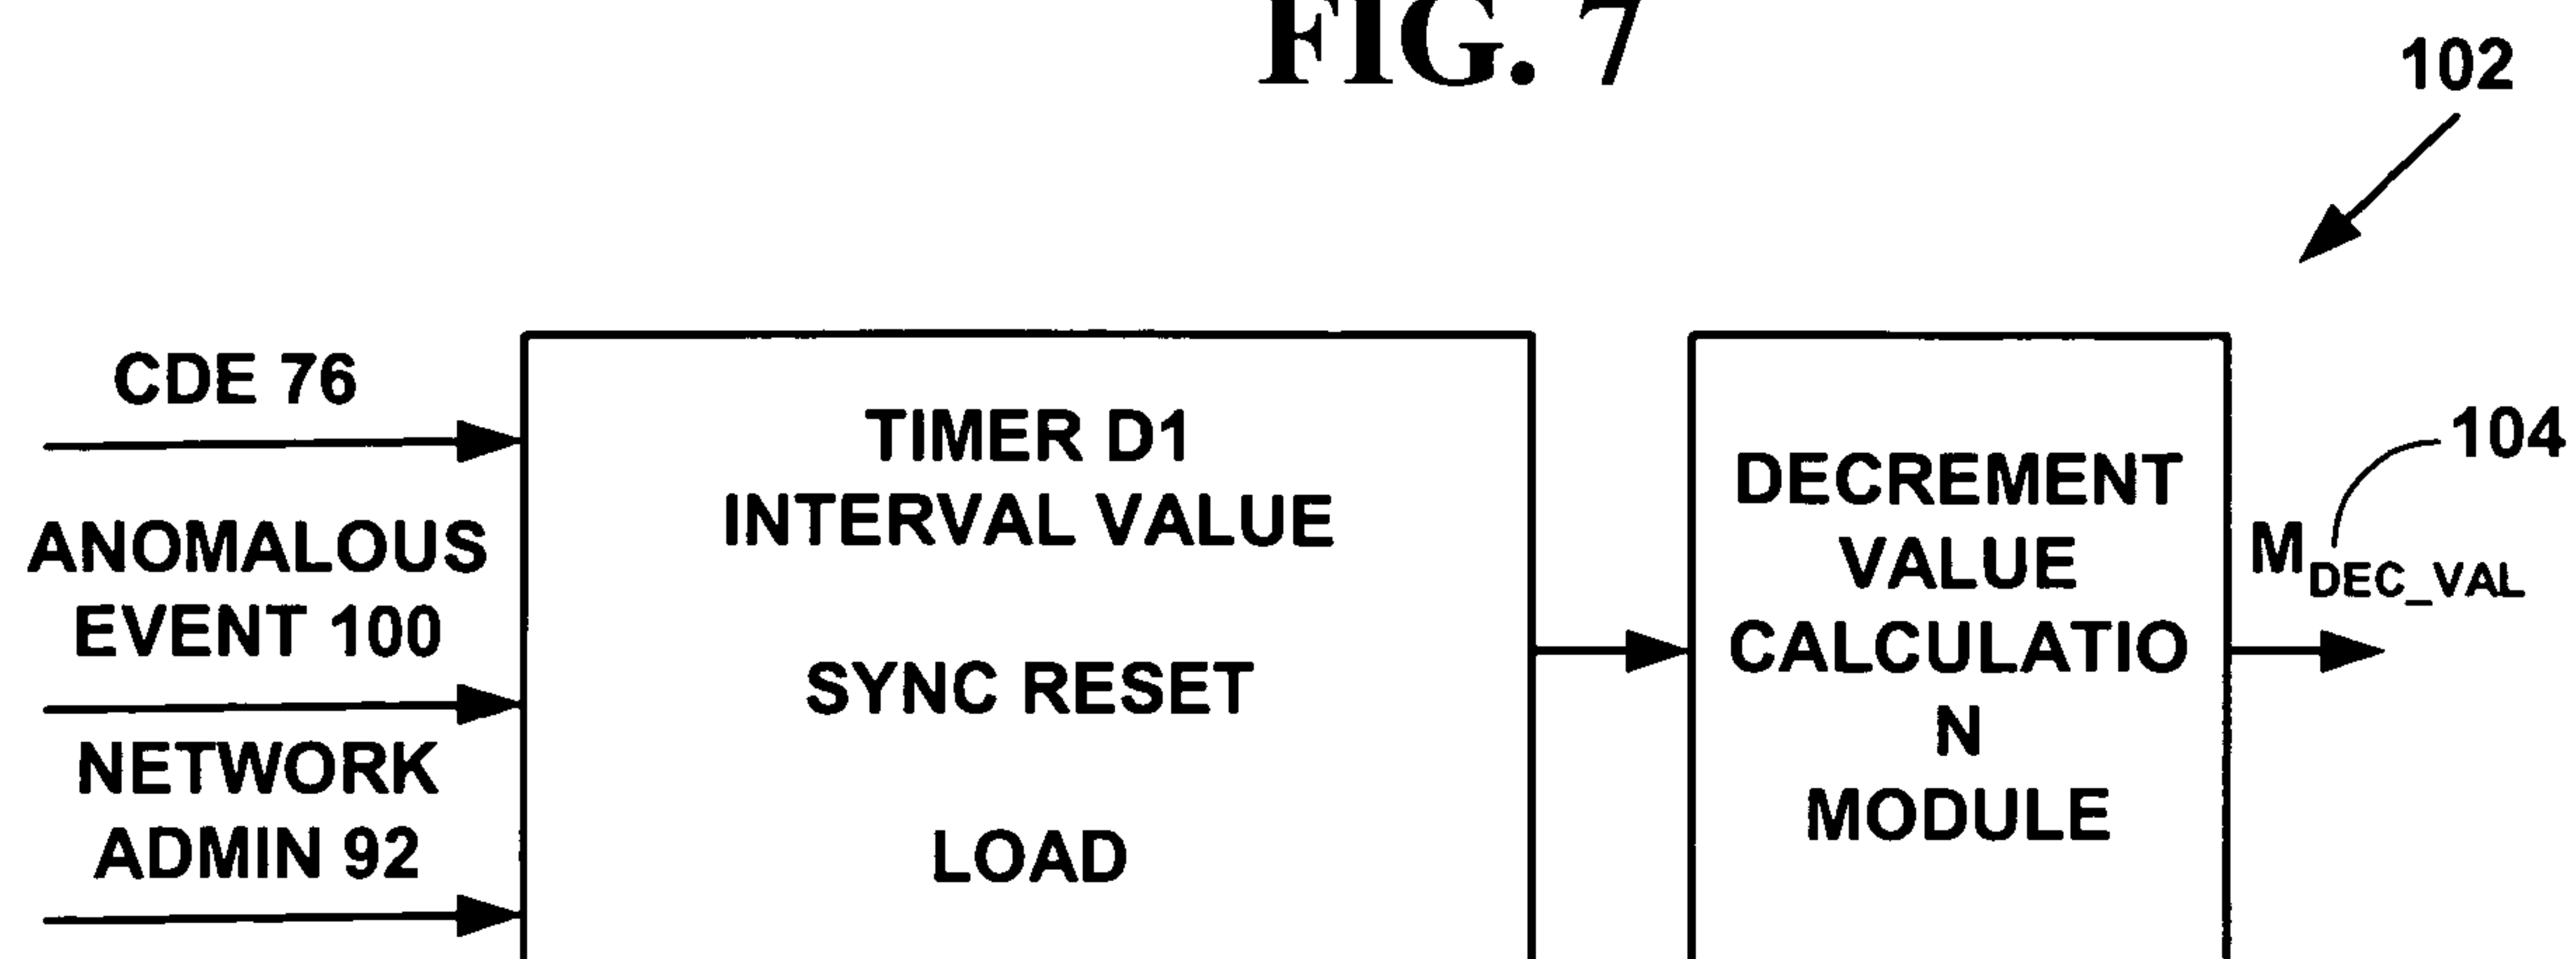 FIG. 7
102
CDE 76
ANOMALOUS
EVENT 100
NETWORK
ADMIN 92
TIMER D1
INTERVAL VALUE
SYNC RESET
LOAD
DECREMENT
VALUE
CALCULATIO
N
MODULE
104
MDEC_VAL